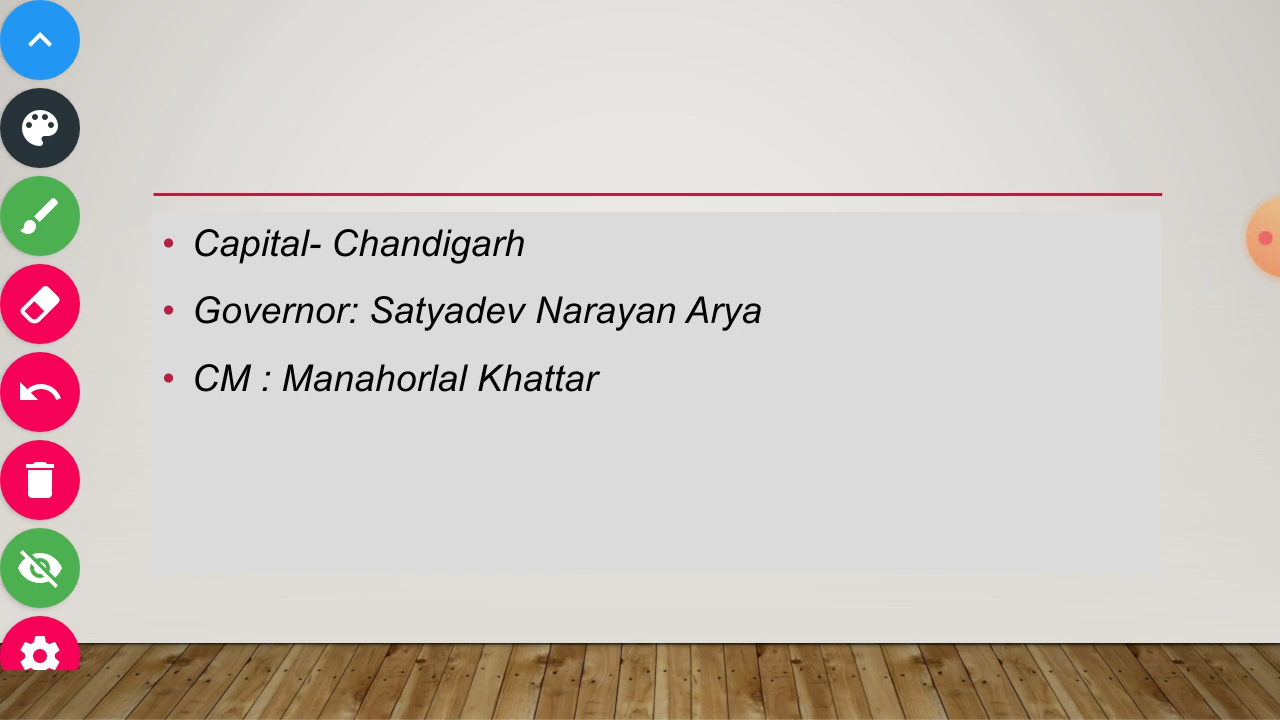 • Capital- Chandigarh
• Governor: Satyadev Narayan Arya
• CM : Manahorlal Khattar